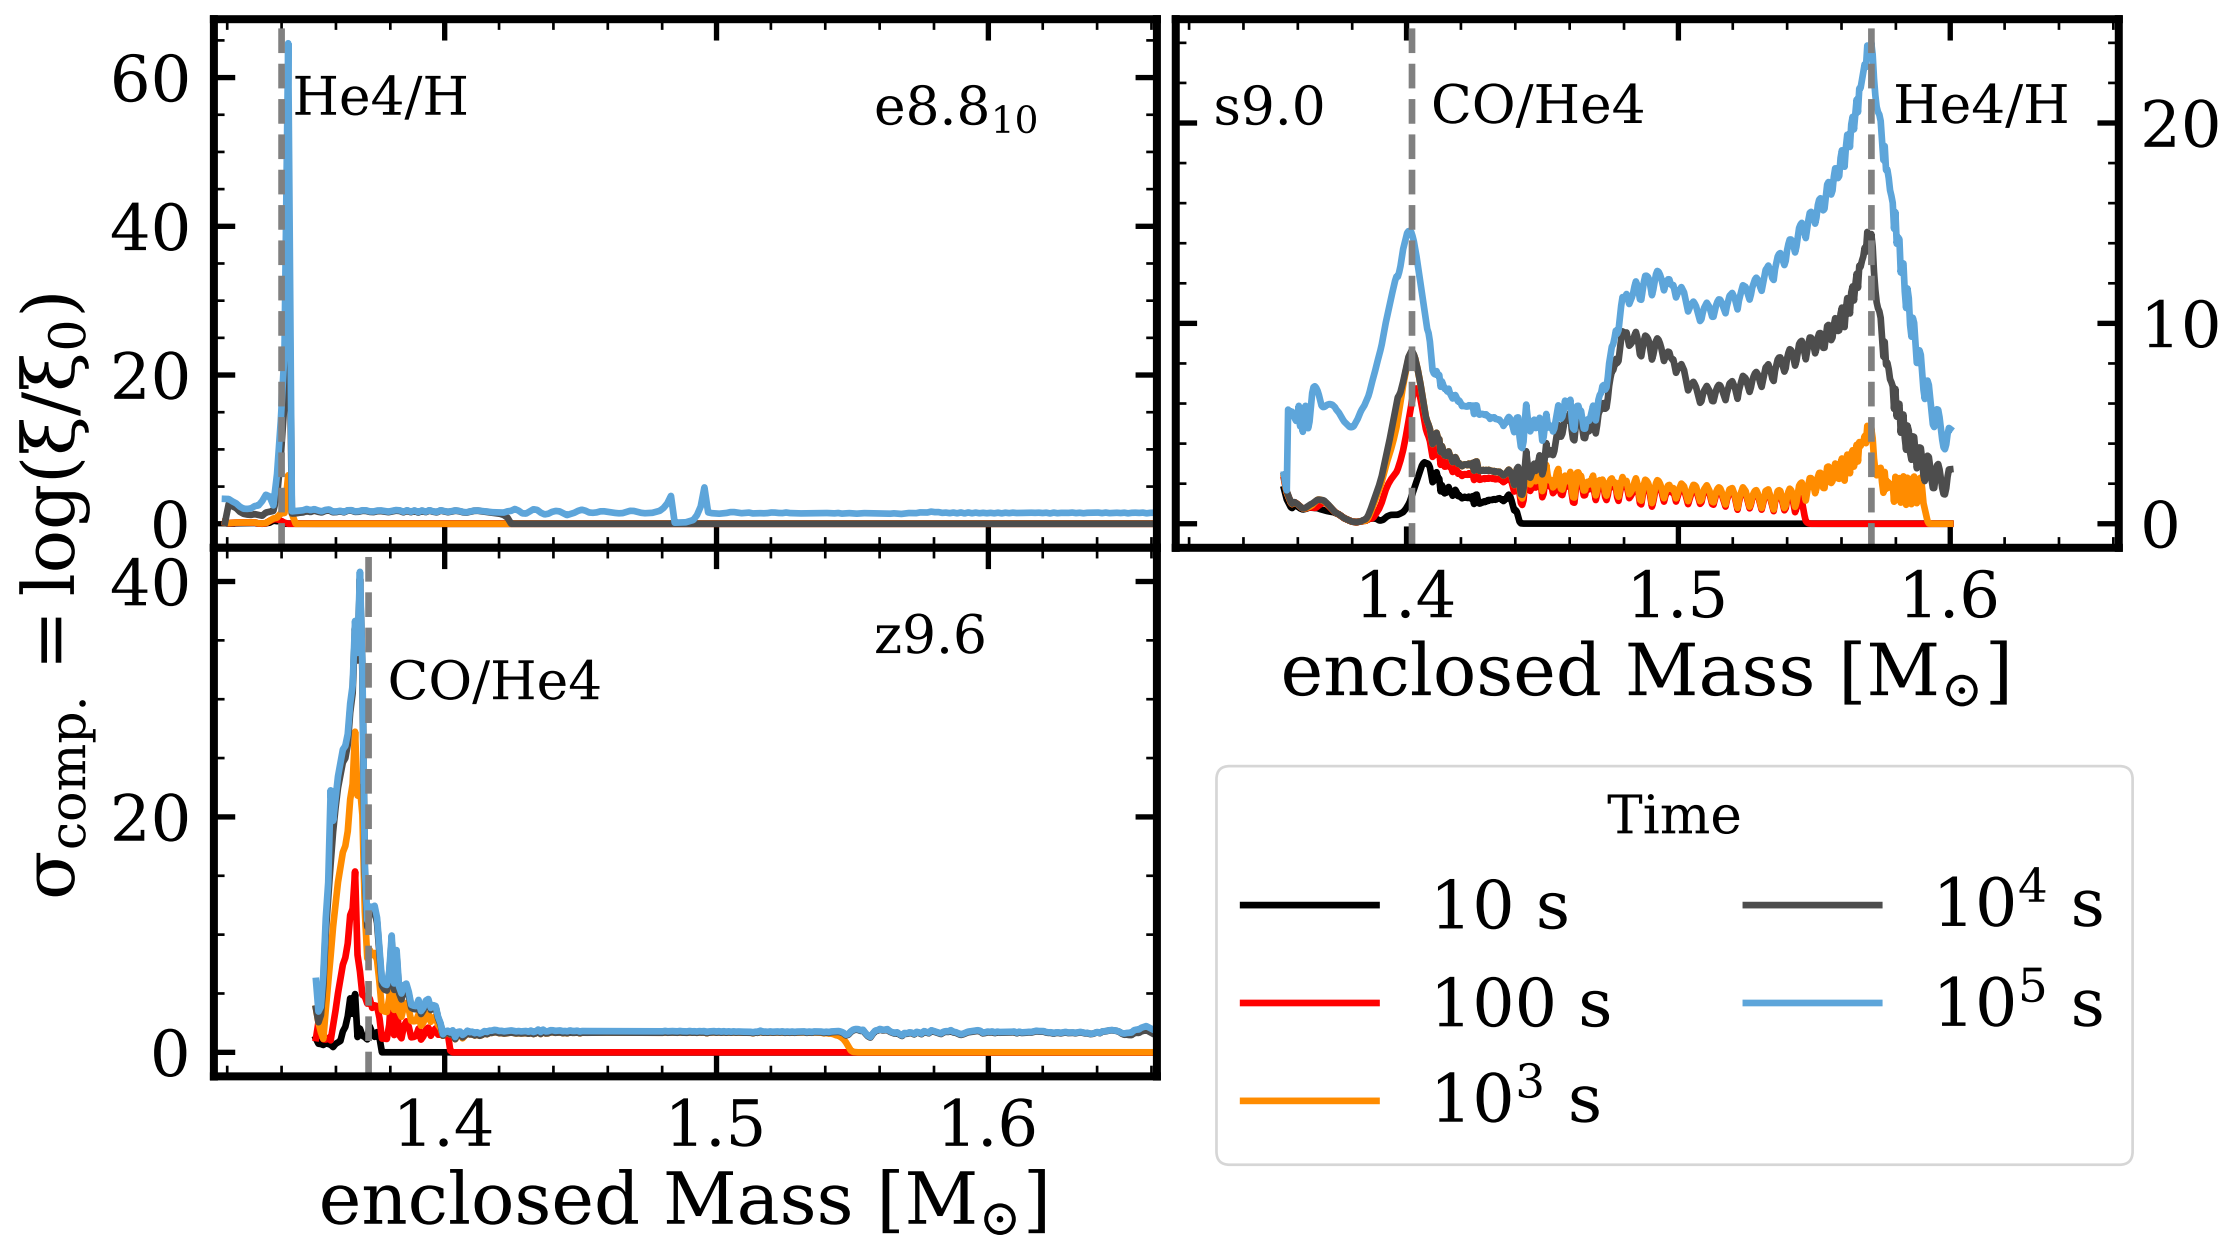 σcomp. = log(ξ/ξ0)
60
40
20
0
He4/H
e8.8₁₀
s9.0
CO/He4
He4/H
20
10
0
1.4 1.5 1.6
enclosed Mass [M⊙]
40
20
0
z9.6
CO/He4
1.4 1.5 1.6
enclosed Mass [M⊙]
Time
10 s
100 s
10³ s
10⁴ s
10⁵ s